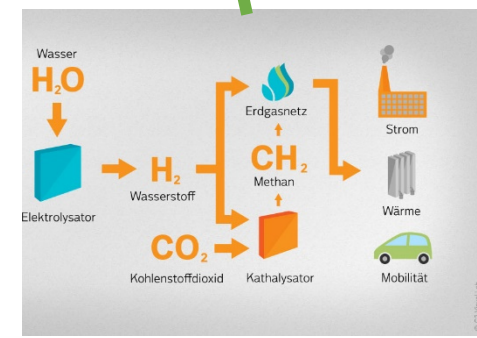 Wasser
H₂O
Elektrolysator
H₂
Wasserstoff
CO₂
Kohlenstoffdioxid
Erdgasnetz
CH₂
Methan
Kathalysator
Strom
Wärme
Mobilität